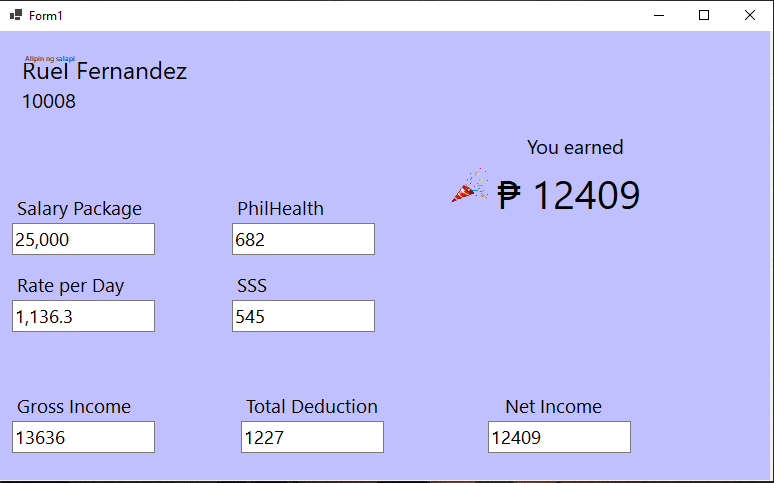 Form1
Alipin ng salapi
Ruel Fernandez
10008
You earned
₱ 12409
Salary Package
PhilHealth
25,000
682
Rate per Day
SSS
1,136.3
545
Gross Income
Total Deduction
Net Income
13636
1227
12409